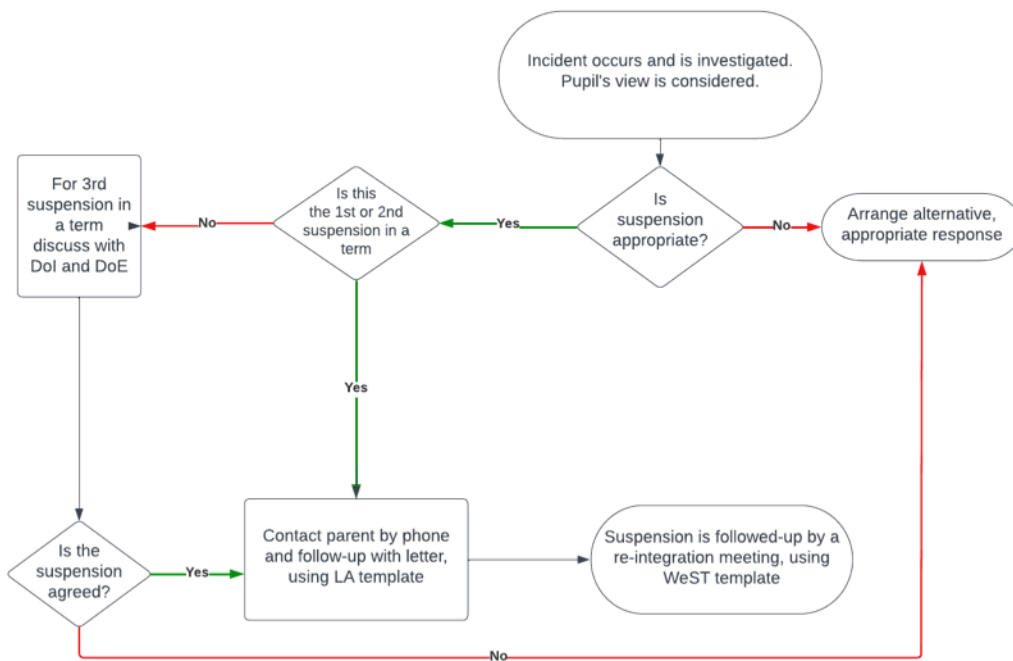 Incident occurs and is investigated.
Pupil's view is considered.
For 3rd
suspension in
a term
discuss with
DoI and DoE
No
Is this
the 1st or 2nd
suspension in a
term
Yes
Is
suspension
appropriate?
No
Arrange alternative,
appropriate response
Yes
Is the
suspension
agreed?
Yes
Contact parent by phone
and follow-up with letter,
using LA template
Suspension is followed-up by a
re-integration meeting, using
WeST template
No